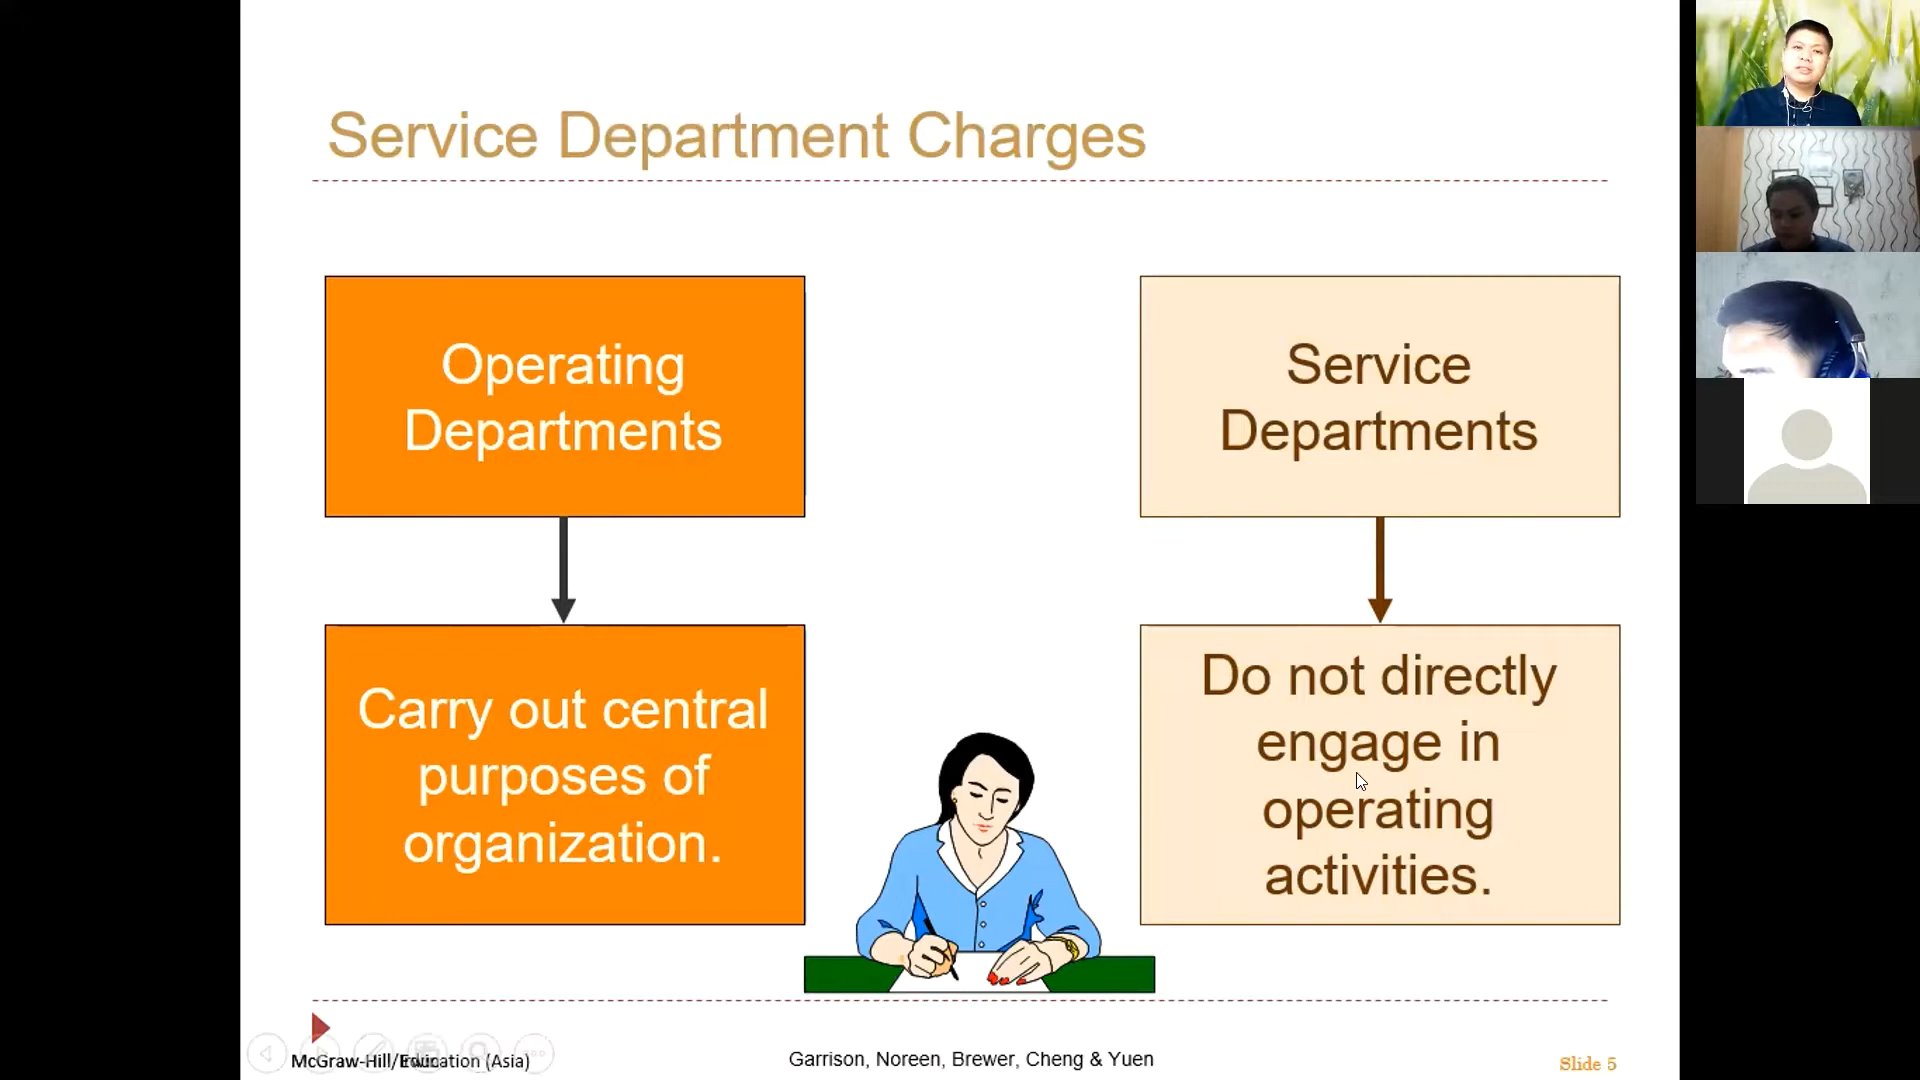 Service Department Charges
Operating
Departments
Service
Departments
Carry out central
purposes of
organization.
Do not directly
engage in
operating
activities.
McGraw-Hill/Education (Asia)
Garrison, Noreen, Brewer, Cheng & Yuen
Slide 5